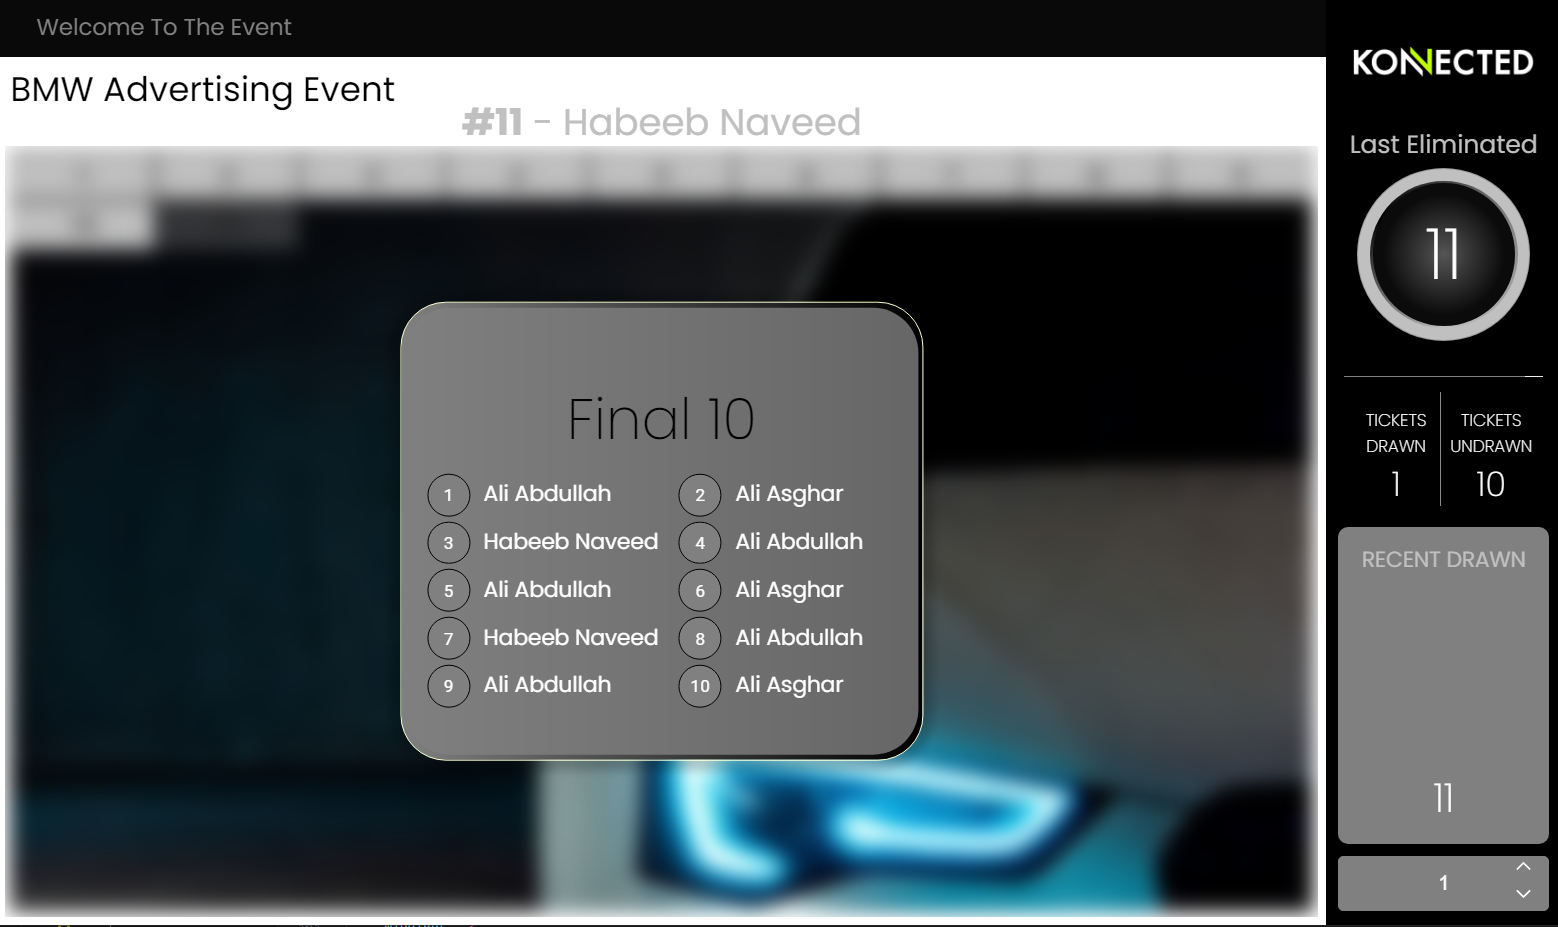 Welcome To The Event
BMW Advertising Event
#11 - Habeeb Naveed
Final 10
1 Ali Abdullah 2 Ali Asghar
3 Habeeb Naveed 4 Ali Abdullah
5 Ali Abdullah 6 Ali Asghar
7 Habeeb Naveed 8 Ali Abdullah
9 Ali Abdullah 10 Ali Asghar
KONNECTED
Last Eliminated
11
TICKETS DRAWN
1
TICKETS UNDRAWN
10
RECENT DRAWN
11
1